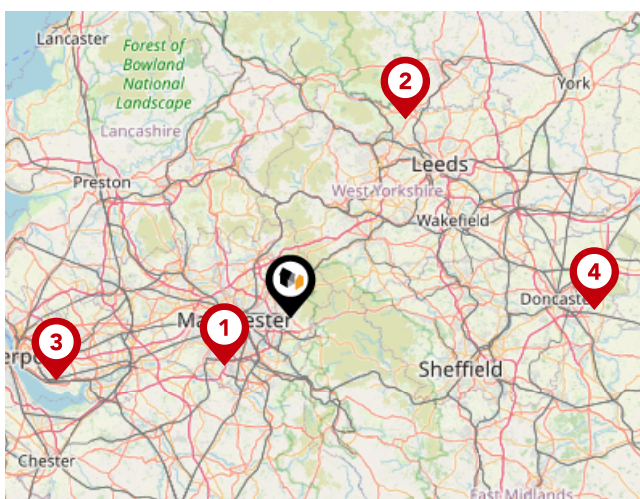 Lancaster
Forest of
Bowland
National
Landscape
Lancashire
2
York
Leeds
Preston
West Yorkshire
Wakefield
4
Doncaster
Manchester
1
3
Sheffield
Chester
East Midlands